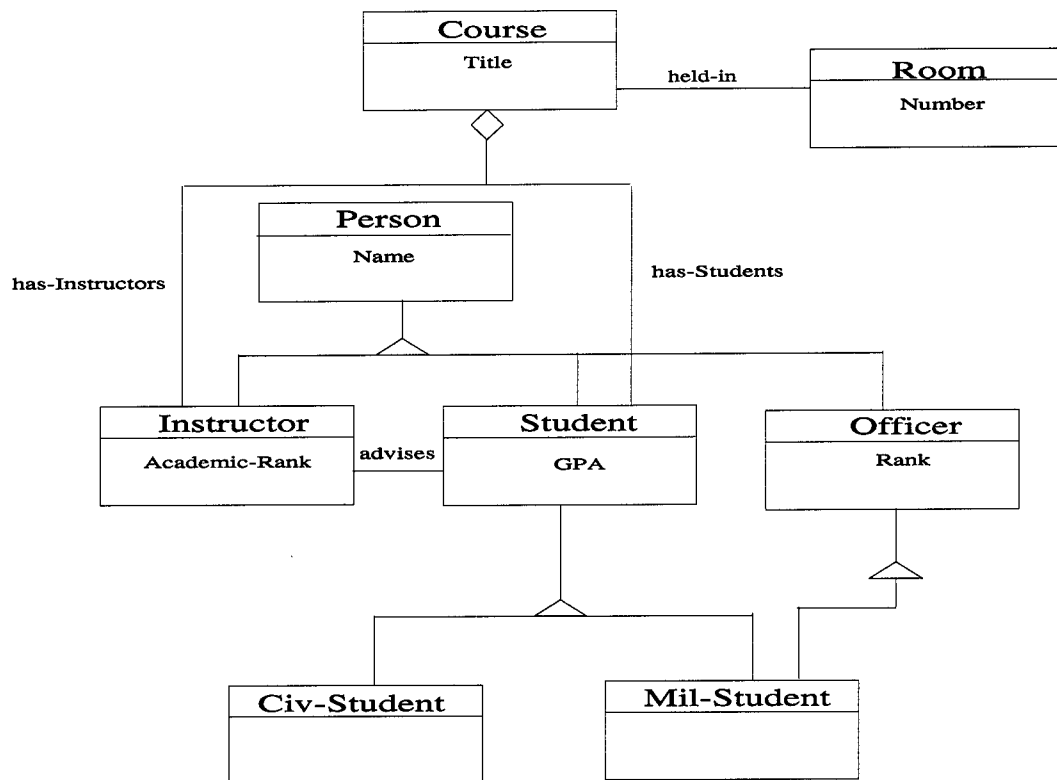 Course
Title
held-in
Room
Number
Person
Name
has-Instructors
has-Students
Instructor
Academic-Rank
advises
Student
GPA
Officer
Rank
Civ-Student
Mil-Student